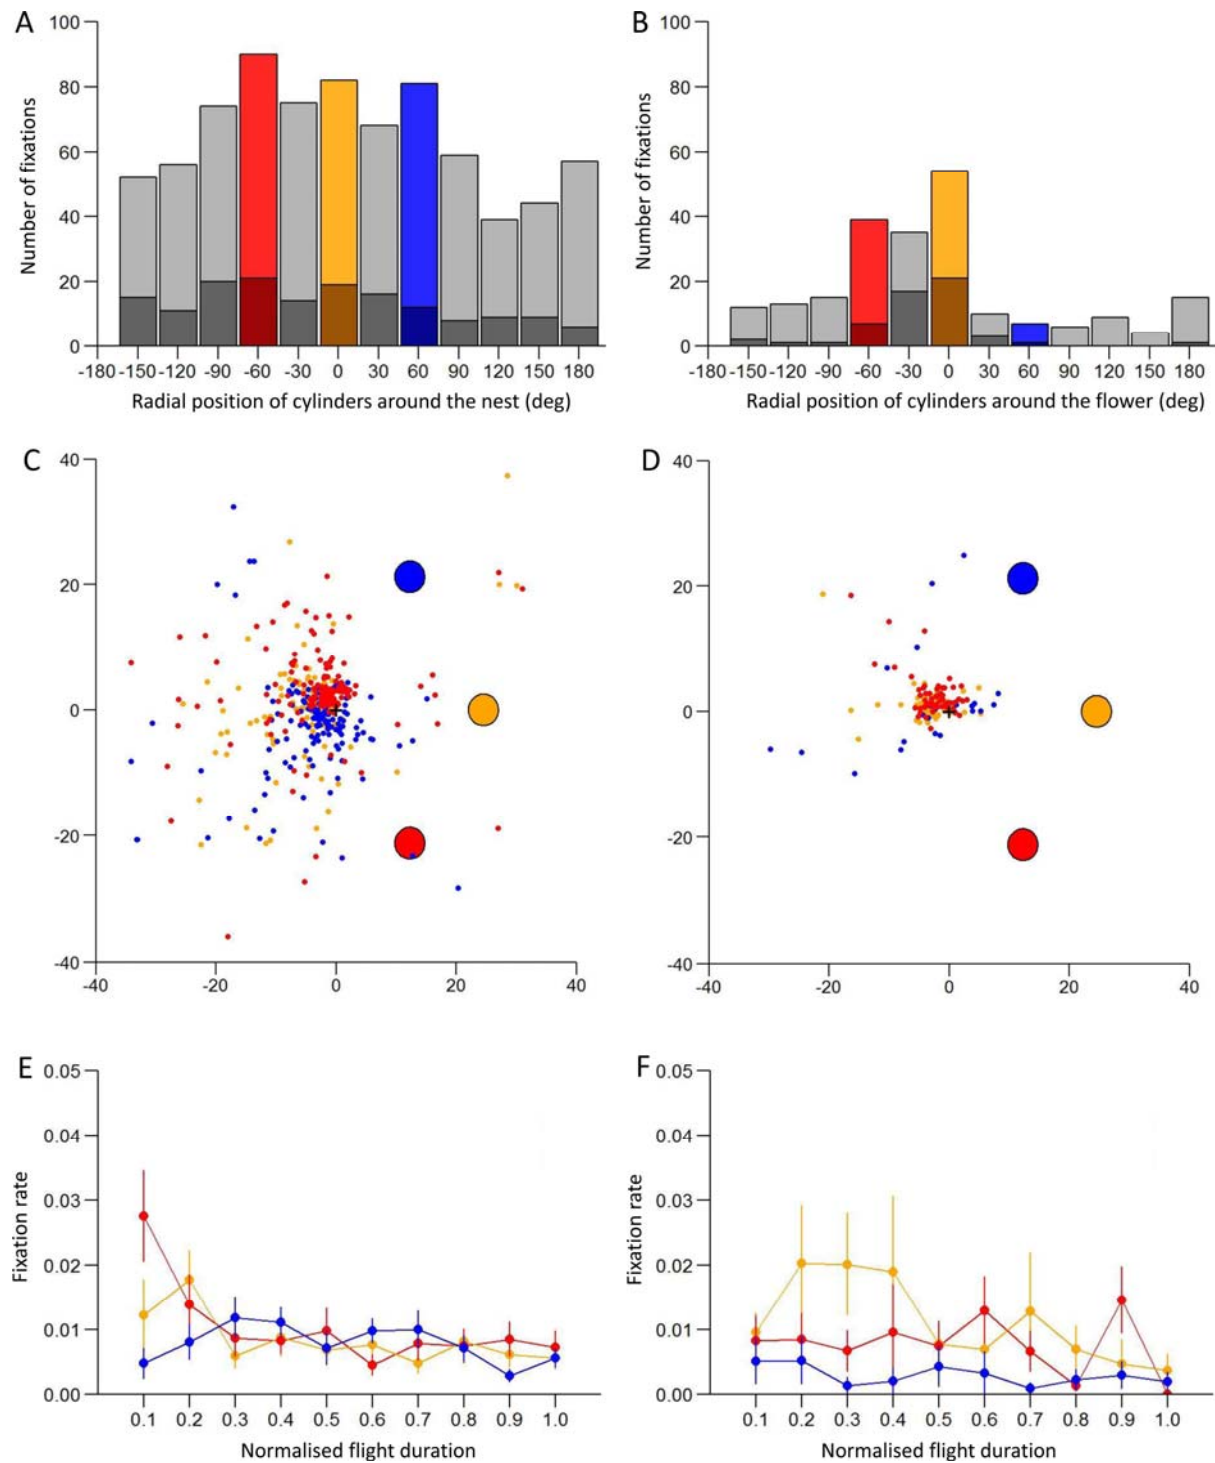 A
100
80
60
40
20
0
Number of fixations
-180 -150 -120 -90 -60 -30 0 30 60 90 120 150 180
Radial position of cylinders around the nest (deg)
B
100
80
60
40
20
0
Number of fixations
-180 -150 -120 -90 -60 -30 0 30 60 90 120 150 180
Radial position of cylinders around the flower (deg)
C
40
20
0
-20
-40
-40 -20 0 20 40
D
40
20
0
-20
-40
-40 -20 0 20 40
E
0.05
0.04
0.03
0.02
0.01
0.00
Fixation rate
0.1 0.2 0.3 0.4 0.5 0.6 0.7 0.8 0.9 1.0
Normalised flight duration
F
0.05
0.04
0.03
0.02
0.01
0.00
Fixation rate
0.1 0.2 0.3 0.4 0.5 0.6 0.7 0.8 0.9 1.0
Normalised flight duration